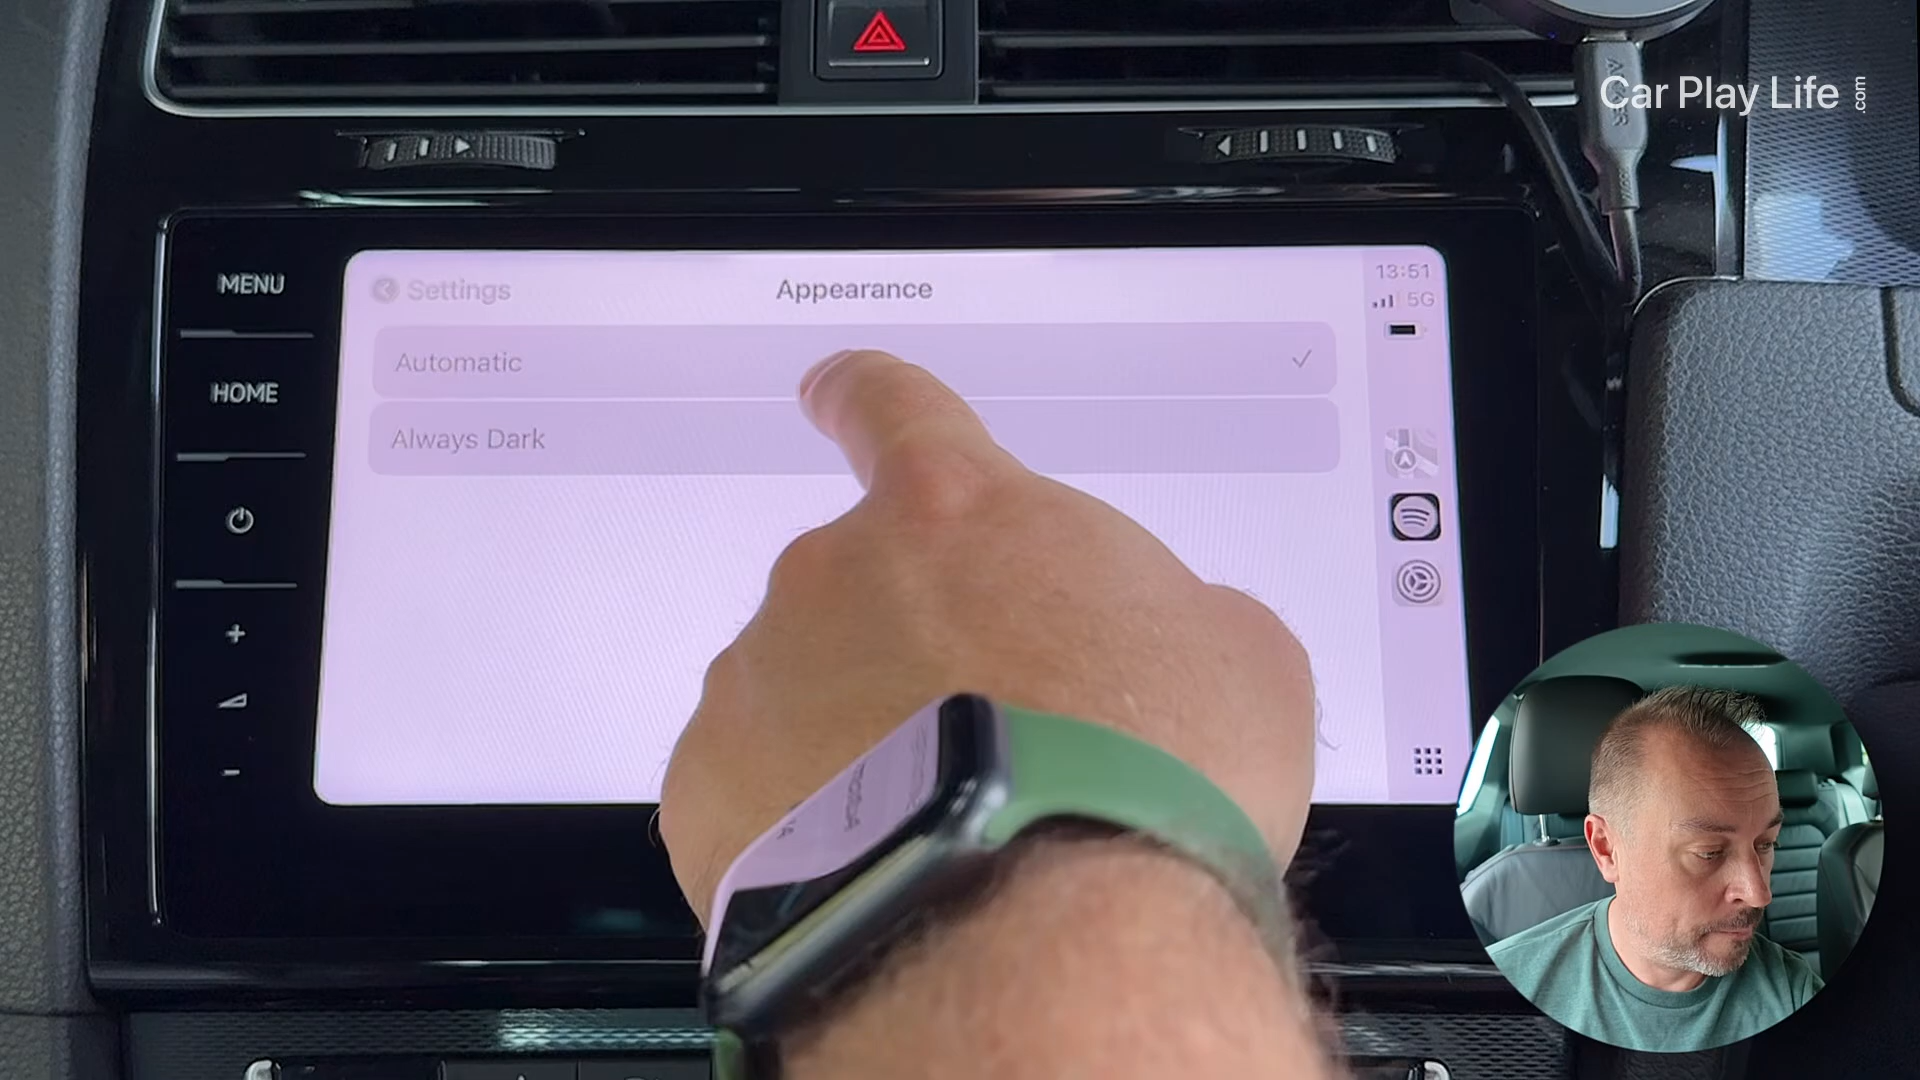 Car Play Life .com
MENU
HOME
Settings
Appearance
13:51
5G
Automatic
Always Dark